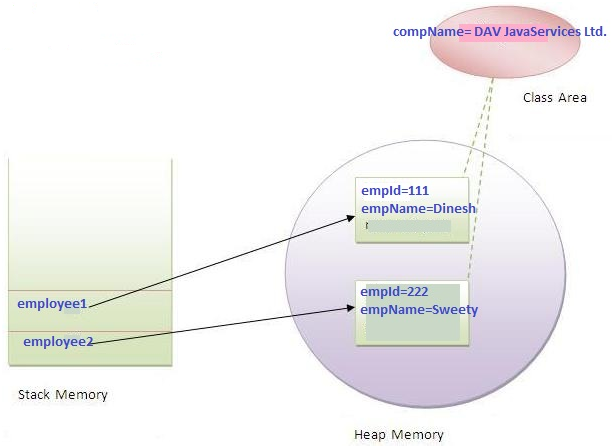 compName= DAV JavaServices Ltd.
Class Area
empId=111
empName=Dinesh
empId=222
empName=Sweety
employee1
employee2
Stack Memory
Heap Memory